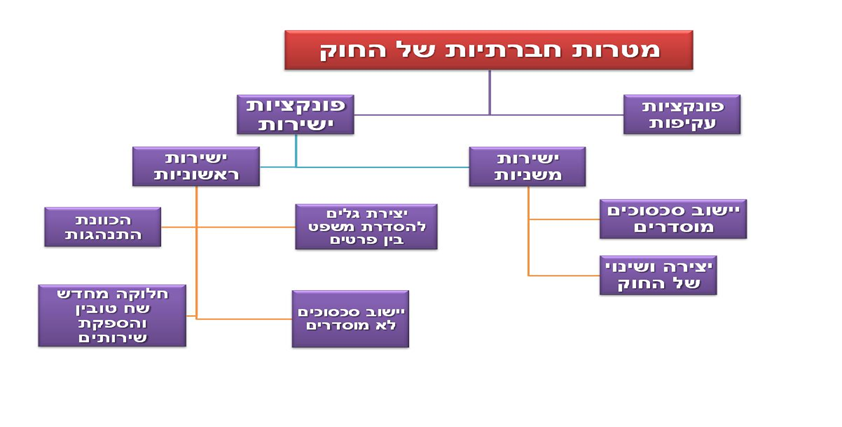 מטרות חברתיות של החוק
פונקציות
עקיפות
פונקציות
ישירות
ישירות
משניות
ישירות
ראשוניות
יישוב סכסוכים
מוסדרים
יצירה ושינוי
של החוק
יצירת גלים
להסדרת משפט
בין פרטים
הכוונת
התנהגות
יישוב סכסוכים
לא מוסדרים
חלוקה מחדש
שח טובין
והספקת
שירותים